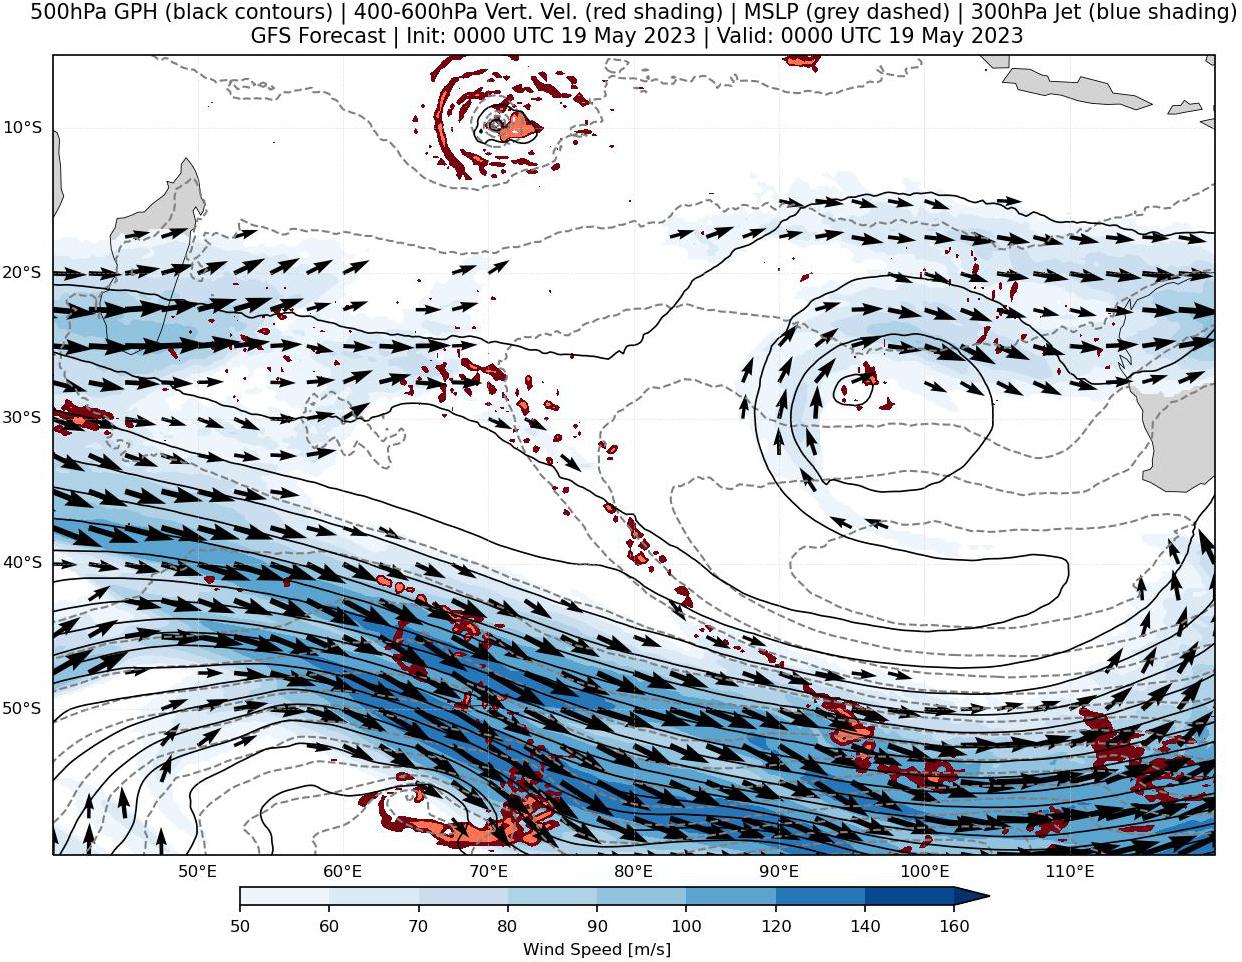 500hPa GPH (black contours) | 400-600hPa Vert. Vel. (red shading) | MSLP (grey dashed) | 300hPa Jet (blue shading)
GFS Forecast | Init: 0000 UTC 19 May 2023 | Valid: 0000 UTC 19 May 2023
10°S
20°S
30°S
40°S
50°S
50°E 60°E 70°E 80°E 90°E 100°E 110°E
50 60 70 80 90 100 120 140 160
Wind Speed [m/s]